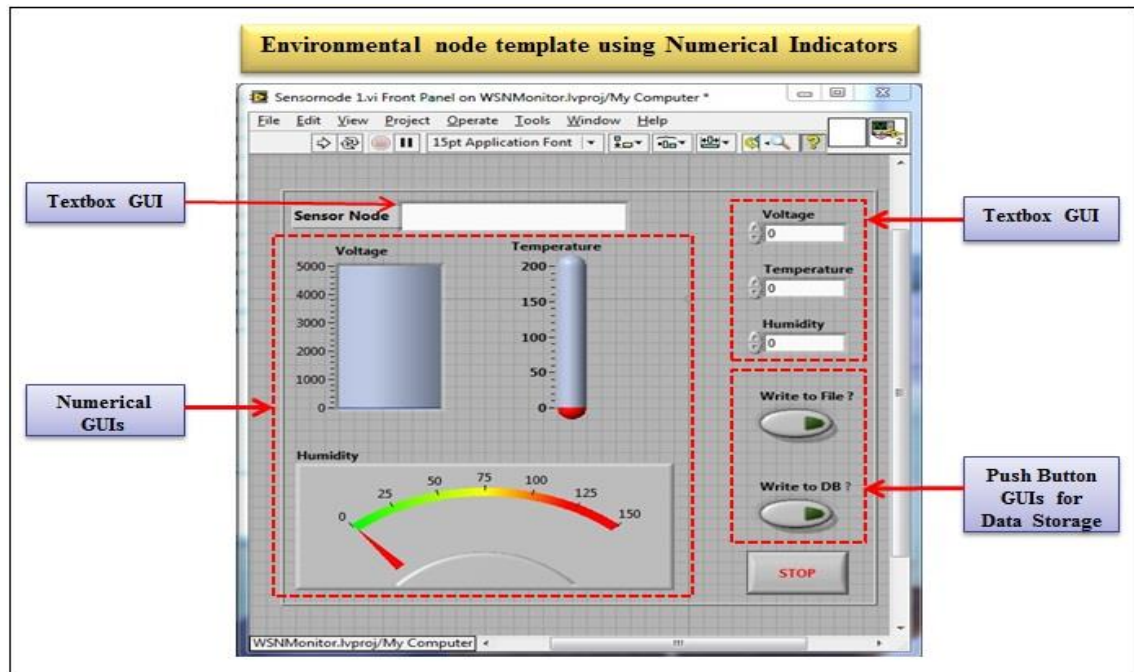 Environmental node template using Numerical Indicators
Sensornode 1.vi Front Panel on WSNMonitor.lvproj/My Computer *
File Edit View Project Operate Tools Window Help
15pt Application Font
2
Textbox GUI
Sensor Node
Voltage
5000
4000
3000
2000
1000
0
Temperature
200
150
100
50
0
Numerical
GUIs
Humidity
0
25
50
75
100
125
150
Voltage
0
Temperature
0
Humidity
0
Textbox GUI
Write to File ?
Write to DB ?
Push Button
GUIs for
Data Storage
STOP
WSNMonitor.lvproj/My Computer